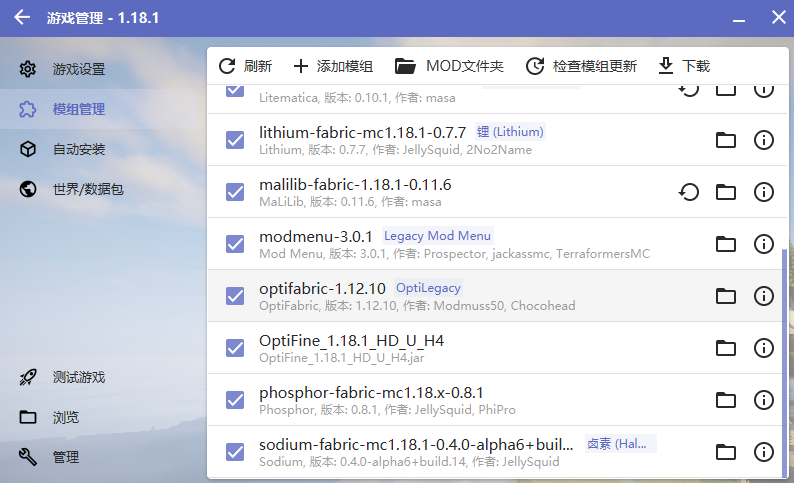 游戏管理 - 1.18.1
游戏设置
模组管理
自动安装
世界/数据包
测试游戏
浏览
管理
刷新 添加模组 MOD文件夹 检查模组更新 下载
Litematica, 版本: 0.10.1, 作者: masa
lithium-fabric-mc1.18.1-0.7.7 锂 (Lithium)
Lithium, 版本: 0.7.7, 作者: JellySquid, 2No2Name
malilib-fabric-1.18.1-0.11.6
MaLiLib, 版本: 0.11.6, 作者: masa
modmenu-3.0.1 Legacy Mod Menu
Mod Menu, 版本: 3.0.1, 作者: Prospector, jackassmc, TerraformersMC
optifabric-1.12.10 OptiLegacy
OptiFabric, 版本: 1.12.10, 作者: Modmuss50, Chocohead
OptiFine_1.18.1_HD_U_H4
OptiFine_1.18.1_HD_U_H4.jar
phosphor-fabric-mc1.18.x-0.8.1
Phosphor, 版本: 0.8.1, 作者: JellySquid, PhiPro
sodium-fabric-mc1.18.1-0.4.0-alpha6+buil... 卤素 (Hal...
Sodium, 版本: 0.4.0-alpha6+build.14, 作者: JellySquid